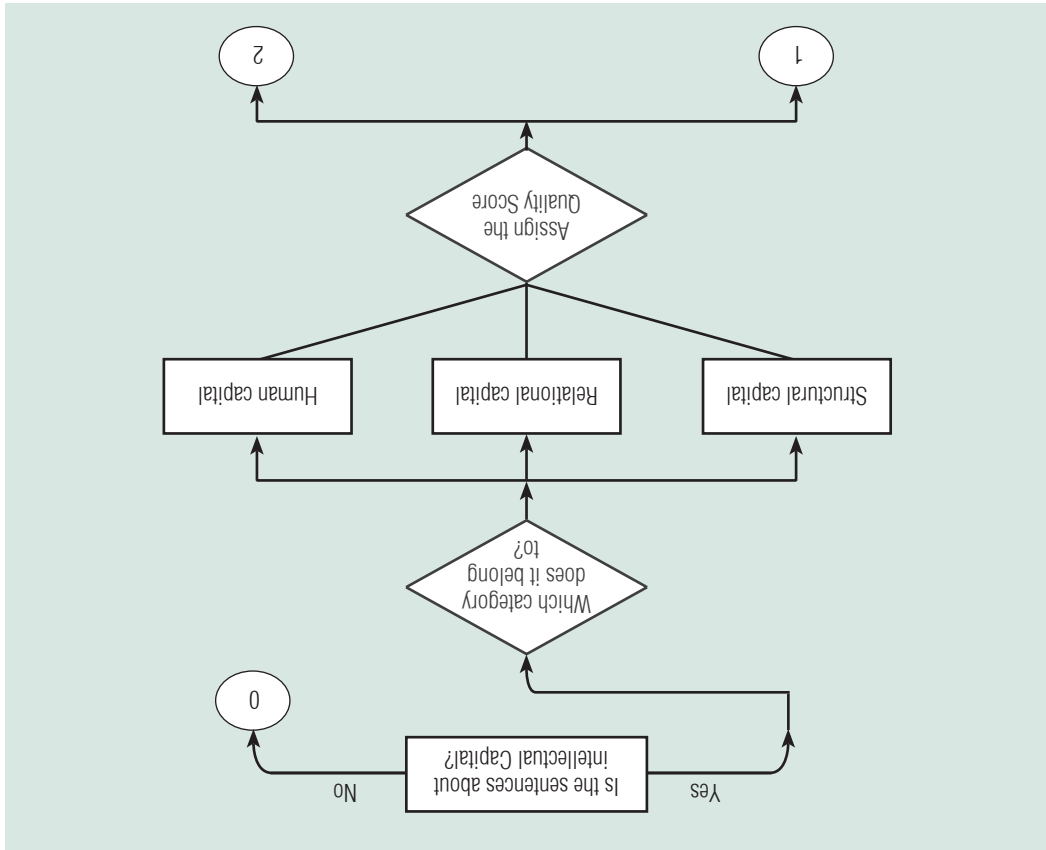 Is the sentences about
intellectual Capital?
Yes
No
0
Which category
does it belong
to?
Structural capital
Relational capital
Human capital
Assign the
Quality Score
1
2